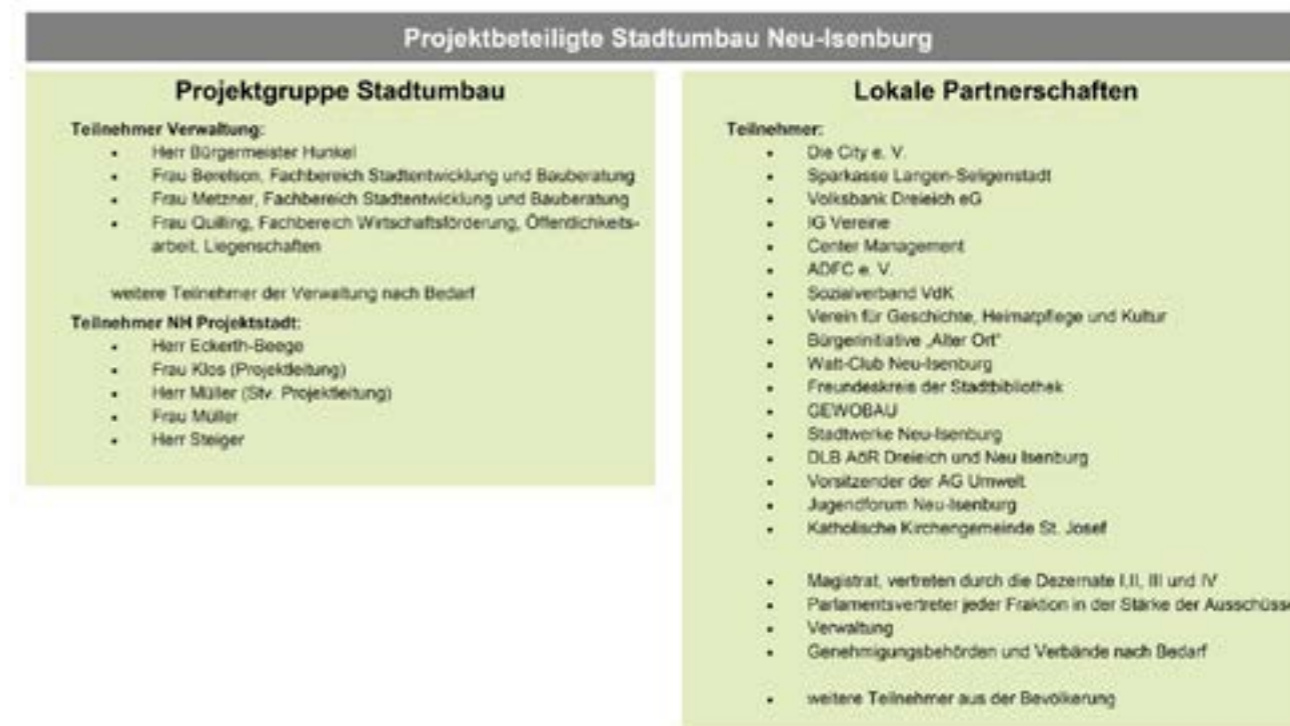 Projektbeteiligte Stadtumbau Neu-Isenburg
Projektgruppe Stadtumbau
Teilnehmer Verwaltung:
• Herr Bürgermeister Hunkel
• Frau Berelson, Fachbereich Stadtentwicklung und Bauberatung
• Frau Metzner, Fachbereich Stadtentwicklung und Bauberatung
• Frau Quilling, Fachbereich Wirtschaftsförderung, Öffentlichkeits-
arbeit, Liegenschaften
weitere Teilnehmer der Verwaltung nach Bedarf
Teilnehmer NH Projektstadt:
• Herr Eckerth-Beege
• Frau Klos (Projektleitung)
• Herr Müller (Stv. Projektleitung)
• Frau Müller
• Herr Steiger
Lokale Partnerschaften
Teilnehmer:
• Die City e. V.
• Sparkasse Langen-Seligenstadt
• Volksbank Dreieich eG
• IG Vereine
• Center Management
• ADFC e. V.
• Sozialverband VdK
• Verein für Geschichte, Heimatpflege und Kultur
• Bürgerinitiative „Alter Ort"
• Watt-Club Neu-Isenburg
• Freundeskreis der Stadtbibliothek
• GEWOBAU
• Stadtwerke Neu-Isenburg
• DLB AöR Dreieich und Neu Isenburg
• Vorsitzender der AG Umwelt
• Jugendforum Neu-Isenburg
• Katholische Kirchengemeinde St. Josef
• Magistrat, vertreten durch die Dezernate I,II, III und IV
• Parlamentsvertreter jeder Fraktion in der Stärke der Ausschüsse
• Verwaltung
• Genehmigungsbehörden und Verbände nach Bedarf
• weitere Teilnehmer aus der Bevölkerung